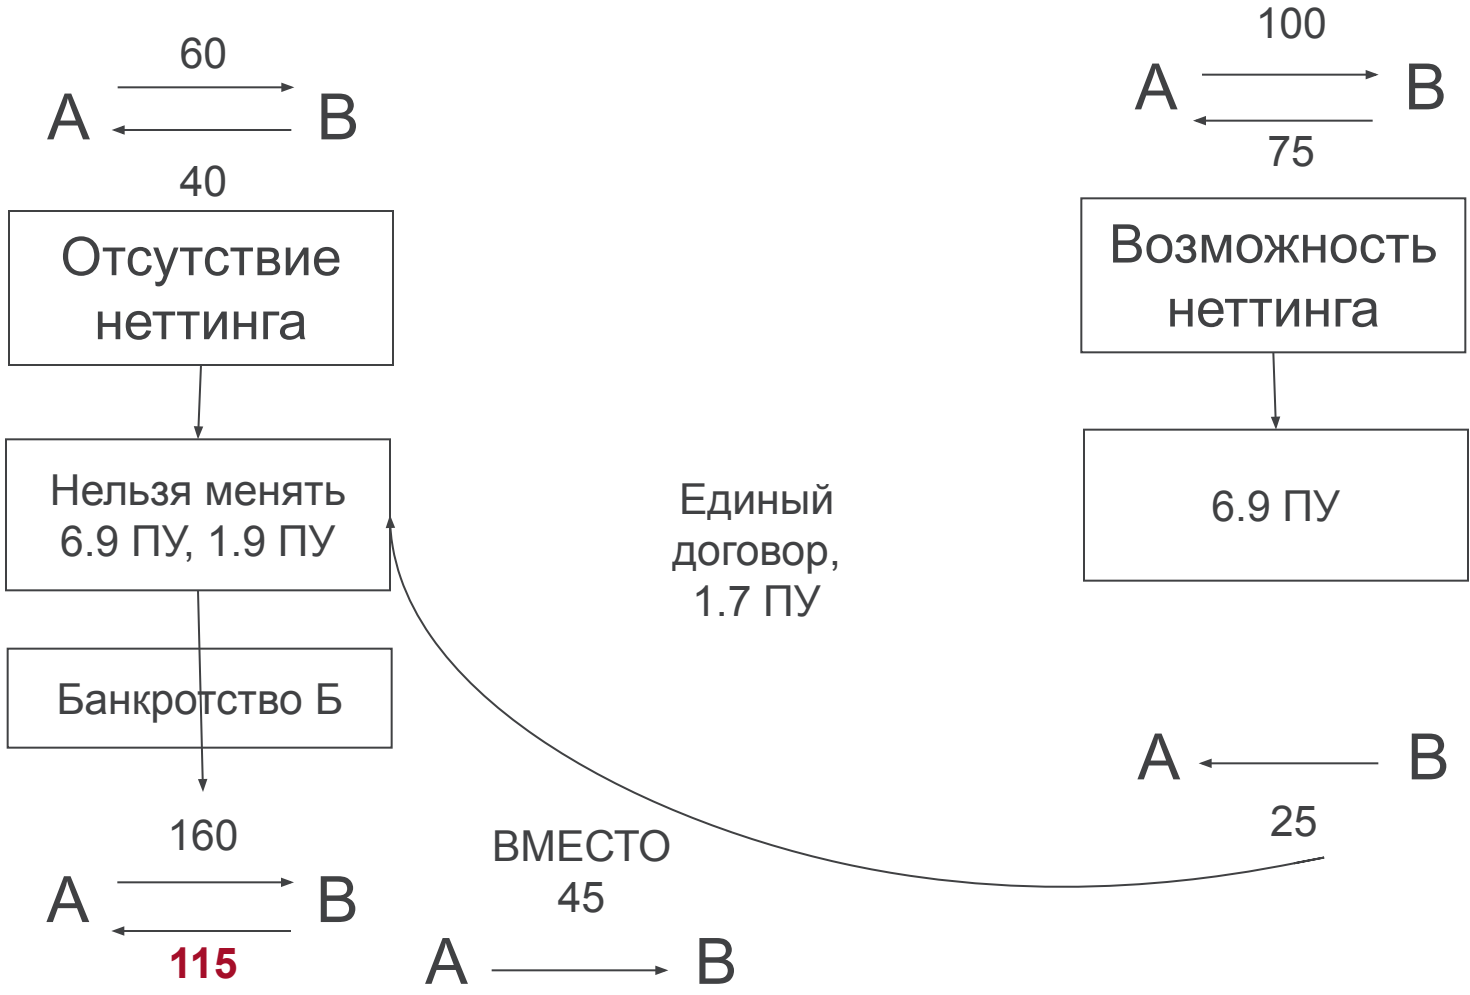 60
A
B
40
Отсутствие
неттинга
Нельзя менять
6.9 ПУ, 1.9 ПУ
Банкротство Б
160
A
B
115
ВМЕСТО
45
A
B
Единый
договор,
1.7 ПУ
100
A
B
75
Возможность
неттинга
6.9 ПУ
A
B
25